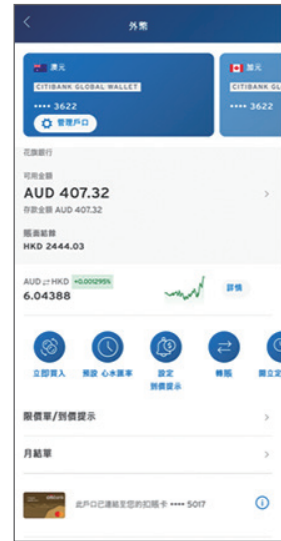 外幣
澳元
CITIBANK GLOBAL WALLET
•••• 3622
管理戶口
加元
CITIBANK GL
•••• 3622
花旗銀行
可用金額
AUD 407.32
存款金額 AUD 407.32
賬面結餘
HKD 2444.03
AUD ⇄ HKD +0.001295%
6.04388
詳情
立即買入
預設 心水匯率
設定
到價提示
轉賬
開立定
限價單/到價提示
月結單
此戶口已連結至您的扣賬卡 •••• 5017